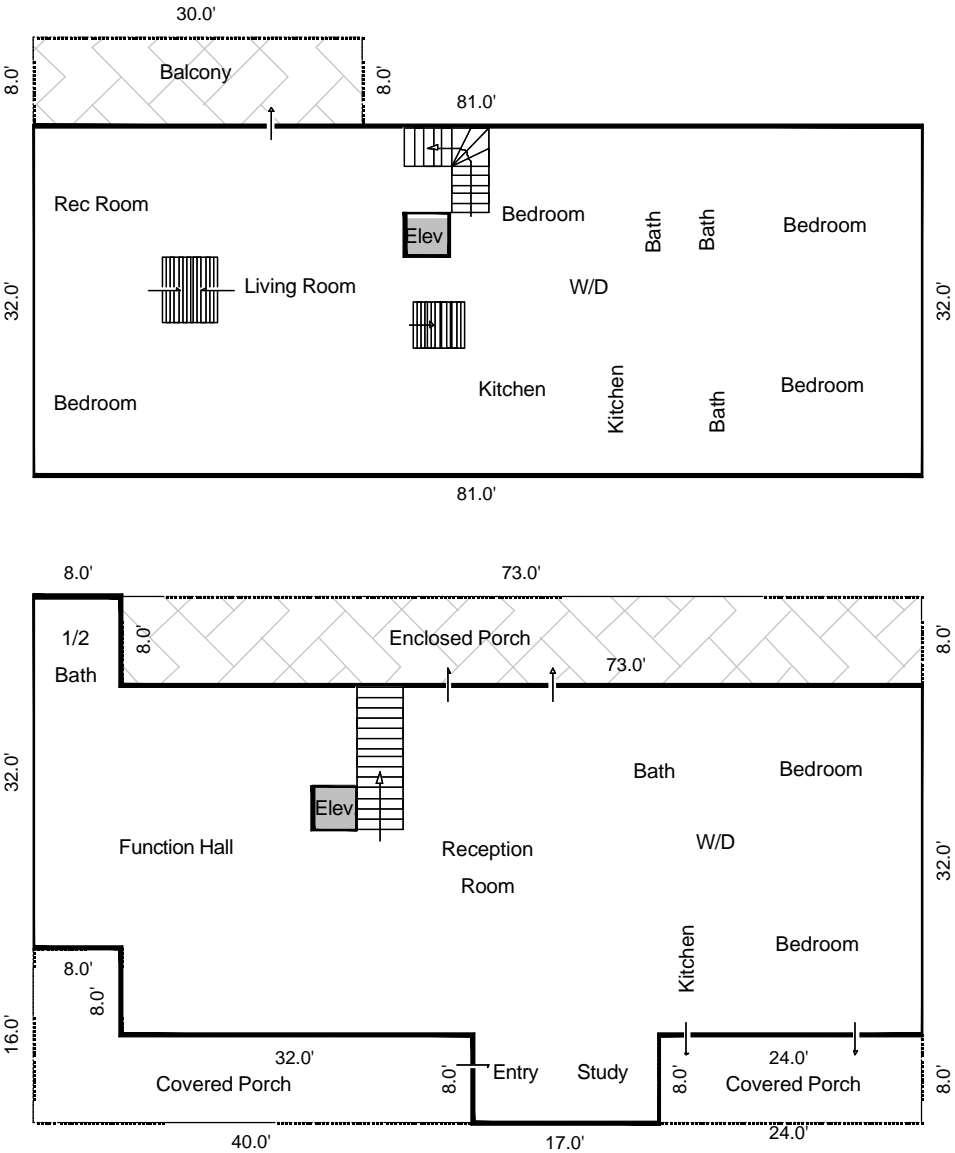 30.0'
8.0'
Balcony
8.0'
81.0'
Rec Room
Bedroom
Bath
Bath
Bedroom
Elev
Living Room
W/D
32.0'
32.0'
Bedroom
Kitchen
Kitchen
Bath
Bedroom
81.0'
8.0'
73.0'
1/2
Bath
8.0'
Enclosed Porch
73.0'
8.0'
32.0'
Bath
Bedroom
Elev
Function Hall
Reception
Room
W/D
32.0'
Kitchen
Bedroom
8.0'
8.0'
16.0'
32.0'
Covered Porch
8.0'
Entry
Study
8.0'
24.0'
Covered Porch
8.0'
40.0'
17.0'
24.0'